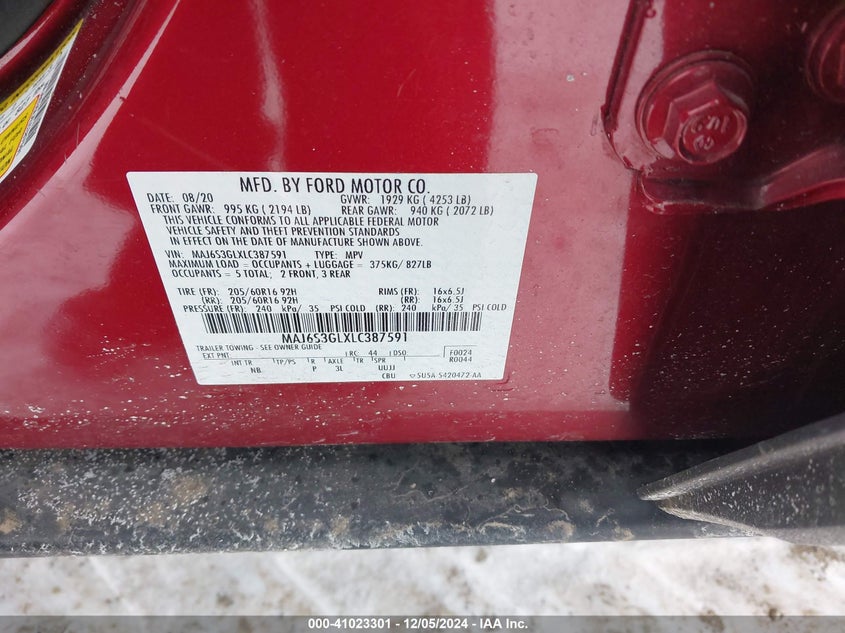 MFD. BY FORD MOTOR CO.
DATE: 08/20 GVWR: 1929 KG ( 4253 LB)
FRONT GAWR: 995 KG ( 2194 LB) REAR GAWR: 940 KG ( 2072 LB)
THIS VEHICLE CONFORMS TO ALL APPLICABLE FEDERAL MOTOR
VEHICLE SAFETY AND THEFT PREVENTION STANDARDS
IN EFFECT ON THE DATE OF MANUFACTURE SHOWN ABOVE.
VIN: MAJ6S3GLXLC387591 TYPE: MPV
MAXIMUM LOAD = OCCUPANTS + LUGGAGE = 375KG/ 827LB
OCCUPANTS = 5 TOTAL; 2 FRONT, 3 REAR
TIRE (FR): 205/60R16 92H RIMS (FR): 16x6.5J
(RR): 205/60R16 92H (RR): 16x6.5J
PRESSURE (FR): 240 kPa/ 35 PSI COLD (RR): 240 kPa/ 35 PSI COLD
MAJ6S3GLXLC387591
TRAILER TOWING - SEE OWNER GUIDE
EXT PNT: RC: 44 DSO: F0024
INT TR TP/PS R AXLE TR SPR R0044
NB P 3L UUJJ
CBU 5USA-S420472-AA
000-41023301 - 12/05/2024 - IAA Inc.